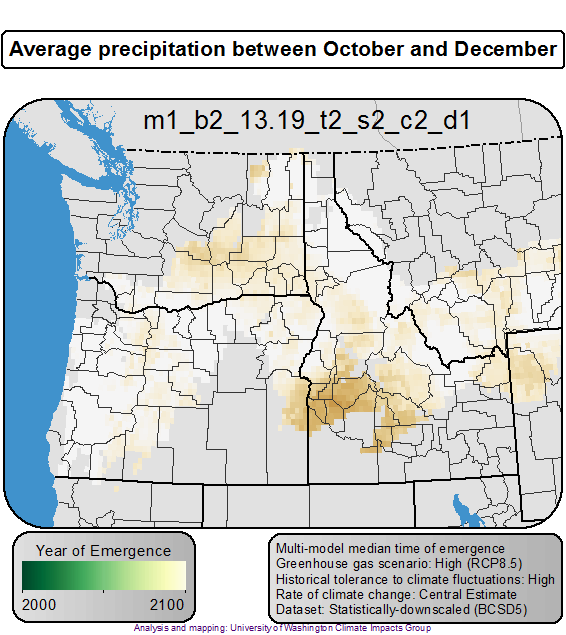 Average precipitation between October and December
m1_b2_13.19_t2_s2_c2_d1
Year of Emergence
2000 2100
Multi-model median time of emergence
Greenhouse gas scenario: High (RCP8.5)
Historical tolerance to climate fluctuations: High
Rate of climate change: Central Estimate
Dataset: Statistically-downscaled (BCSD5)
Analysis and mapping: University of Washington Climate Impacts Group